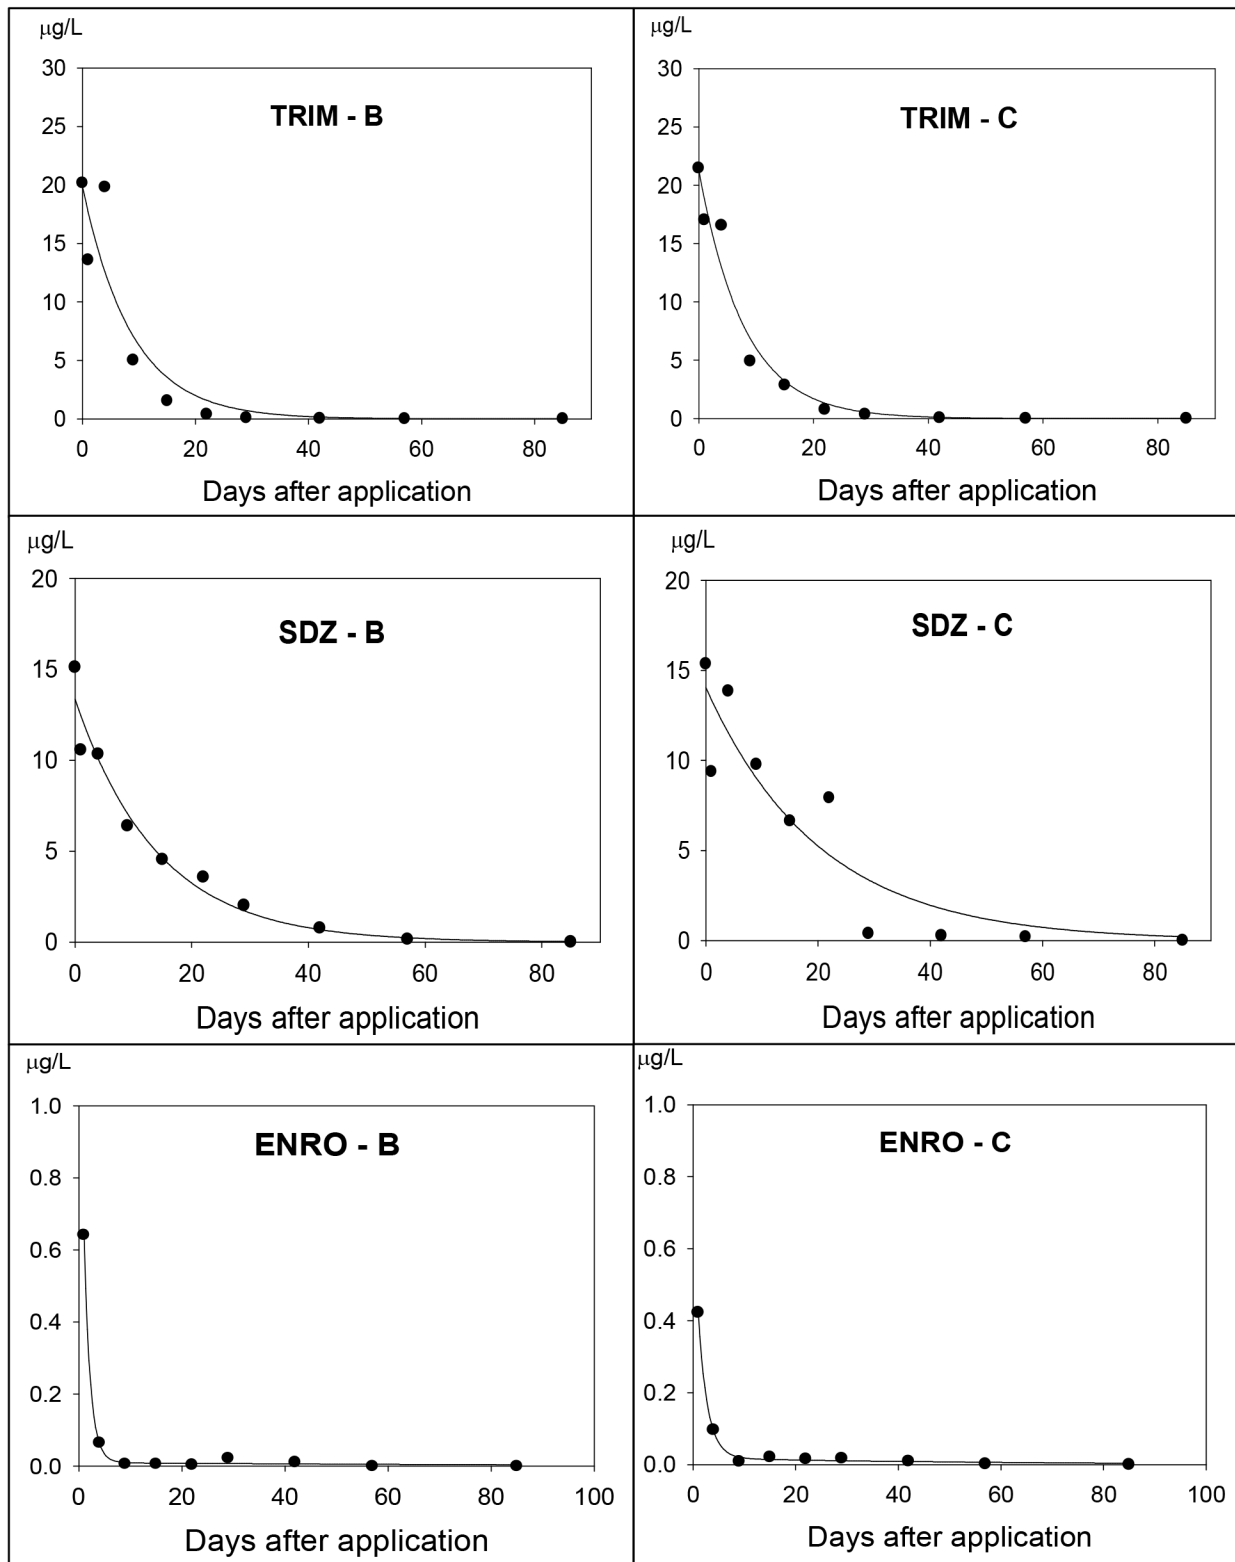 μg/L
30
TRIM - B
25
20
15
10
5
0
0 20 40 60 80
Days after application
μg/L
30
TRIM - C
25
20
15
10
5
0
0 20 40 60 80
Days after application
μg/L
20
SDZ - B
15
10
5
0
0 20 40 60 80
Days after application
μg/L
20
SDZ - C
15
10
5
0
0 20 40 60 80
Days after application
μg/L
1.0
ENRO - B
0.8
0.6
0.4
0.2
0.0
0 20 40 60 80 100
Days after application
μg/L
1.0
ENRO - C
0.8
0.6
0.4
0.2
0.0
0 20 40 60 80 100
Days after application